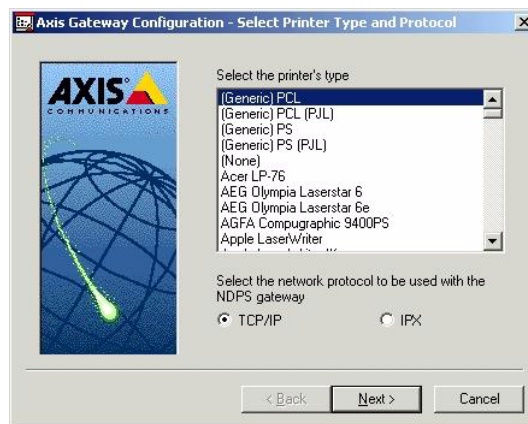 Axis Gateway Configuration - Select Printer Type and Protocol
AXIS
COMMUNICATIONS
Select the printer's type
(Generic) PCL
(Generic) PCL (PJL)
(Generic) PS
(Generic) PS (PJL)
(None)
Acer LP-76
AEG Olympia Laserstar 6
AEG Olympia Laserstar 6e
AGFA Compugraphic 9400PS
Apple LaserWriter
Select the network protocol to be used with the
NDPS gateway
TCP/IP
IPX
< Back
Next >
Cancel